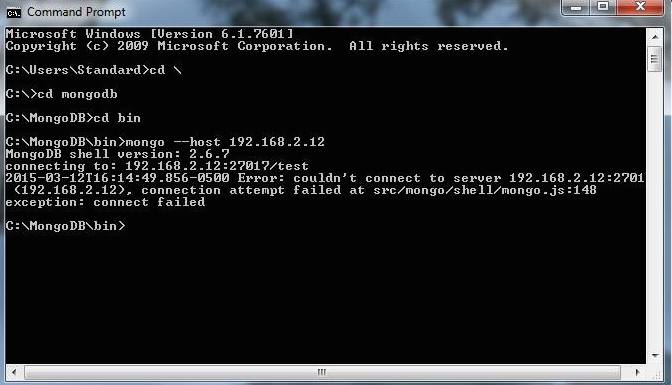 Command Prompt
Microsoft Windows [Version 6.1.7601]
Copyright (c) 2009 Microsoft Corporation.  All rights reserved.
C:\Users\Standard>cd \
C:\>cd mongodb
C:\MongoDB>cd bin
C:\MongoDB\bin>mongo --host 192.168.2.12
MongoDB shell version: 2.6.7
connecting to: 192.168.2.12:27017/test
2015-03-12T16:14:49.856-0500 Error: couldn't connect to server 192.168.2.12:2701
(192.168.2.12), connection attempt failed at src/mongo/shell/mongo.js:148
exception: connect failed
C:\MongoDB\bin>